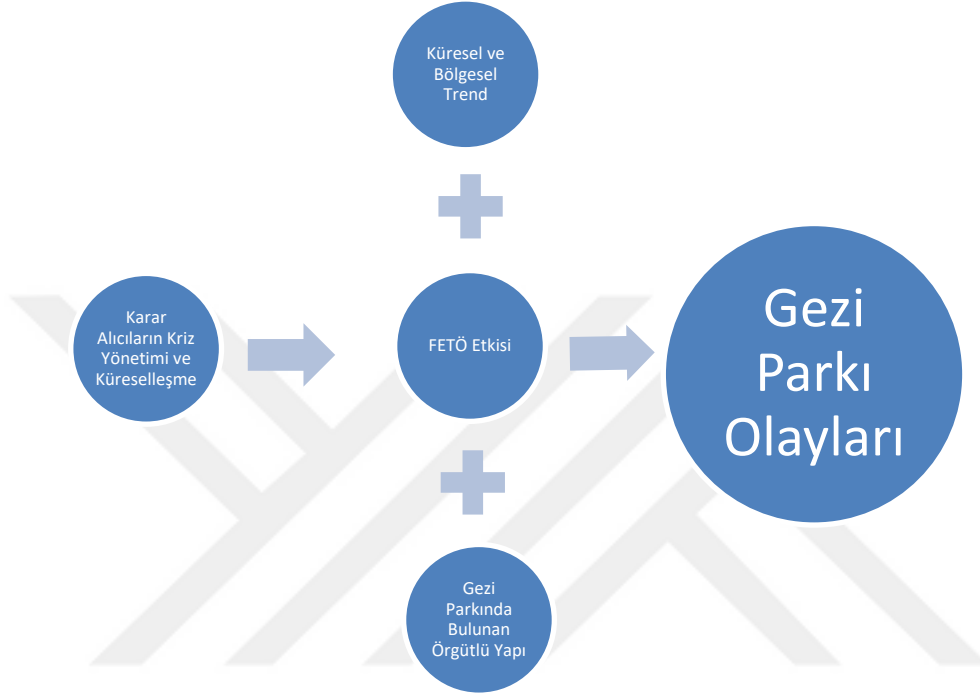 Küresel ve
Bölgesel
Trend
Karar
Alıcıların Kriz
Yönetimi ve
Küreselleşme
FETÖ Etkisi
Gezi
Parkı
Olayları
Gezi
Parkında
Bulunan
Örgütlü Yapı